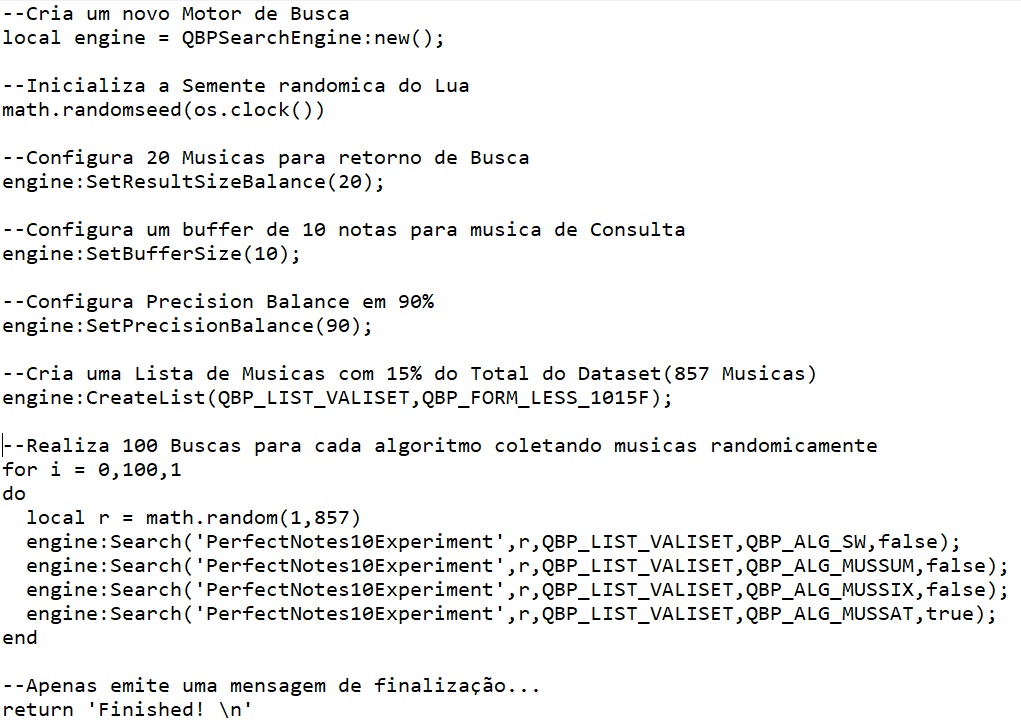 --Cria um novo Motor de Busca
local engine = QBPSearchEngine:new();
--Inicializa a Semente randomica do Lua
math.randomseed(os.clock())
--Configura 20 Musicas para retorno de Busca
engine:SetResultSizeBalance(20);
--Configura um buffer de 10 notas para musica de Consulta
engine:SetBufferSize(10);
--Configura Precision Balance em 90%
engine:SetPrecisionBalance(90);
--Cria uma Lista de Musicas com 15% do Total do Dataset(857 Musicas)
engine:CreateList(QBP_LIST_VALISET,QBP_FORM_LESS_1015F);
--Realiza 100 Buscas para cada algoritmo coletando musicas randomicamente
for i = 0,100,1
do
  local r = math.random(1,857)
  engine:Search('PerfectNotes10Experiment',r,QBP_LIST_VALISET,QBP_ALG_SW,false);
  engine:Search('PerfectNotes10Experiment',r,QBP_LIST_VALISET,QBP_ALG_MUSSUM,false);
  engine:Search('PerfectNotes10Experiment',r,QBP_LIST_VALISET,QBP_ALG_MUSSIX,false);
  engine:Search('PerfectNotes10Experiment',r,QBP_LIST_VALISET,QBP_ALG_MUSSAT,true);
end
--Apenas emite uma mensagem de finalização...
return 'Finished! \n'